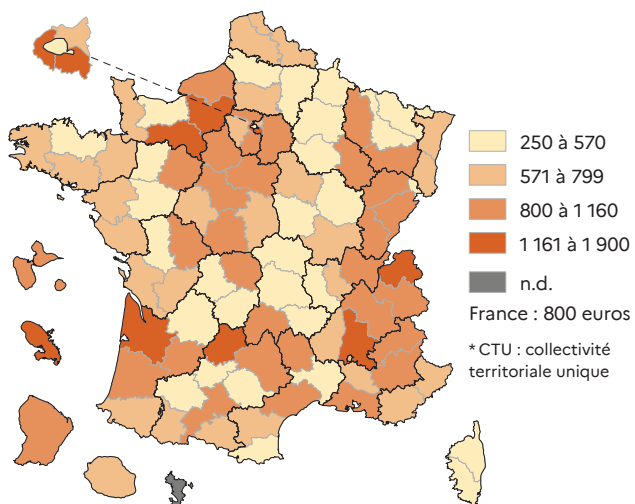 250 à 570
571 à 799
800 à 1 160
1 161 à 1 900
n.d.
France : 800 euros
* CTU : collectivité
territoriale unique